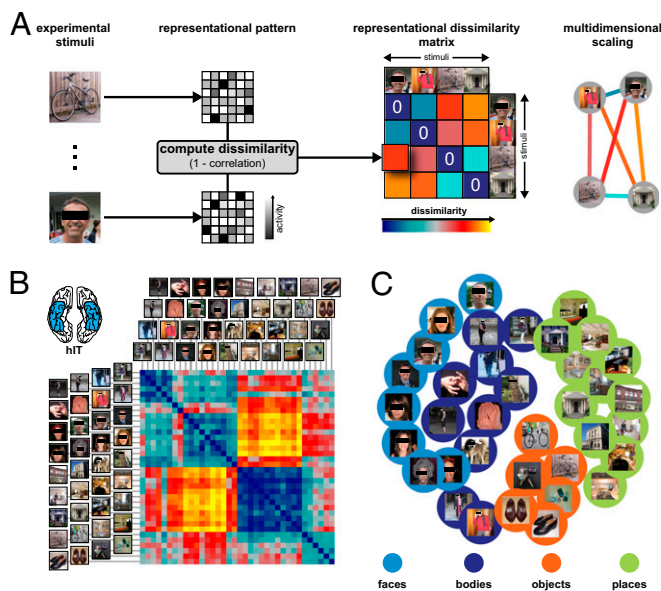 A
experimental
stimuli
representational pattern
representational dissimilarity
matrix
multidimensional
scaling
stimuli
0
0
0
0
stimuli
compute dissimilarity
(1 - correlation)
activity
dissimilarity
B
hIT
C
faces
bodies
objects
places